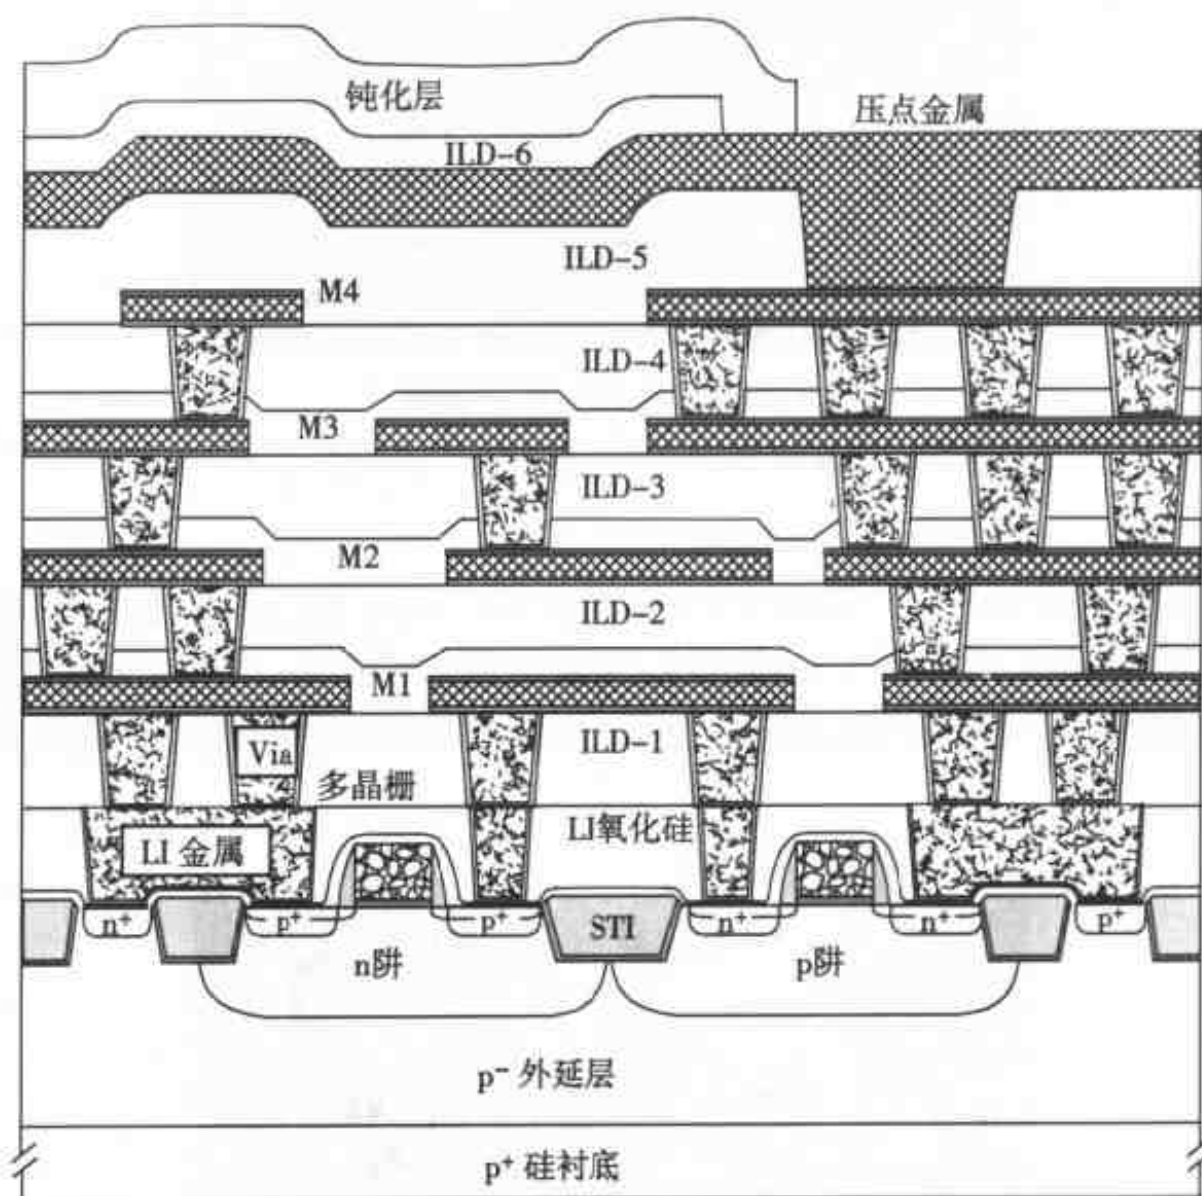 钝化层
压点金属
ILD-6
ILD-5
M4
ILD-4
M3
ILD-3
M2
ILD-2
M1
ILD-1
Via
多晶栅
LI氧化硅
LI 金属
n⁺
p⁺
p⁺
STI
n⁺
n⁺
p⁺
n阱
p阱
p⁻ 外延层
p⁺ 硅衬底